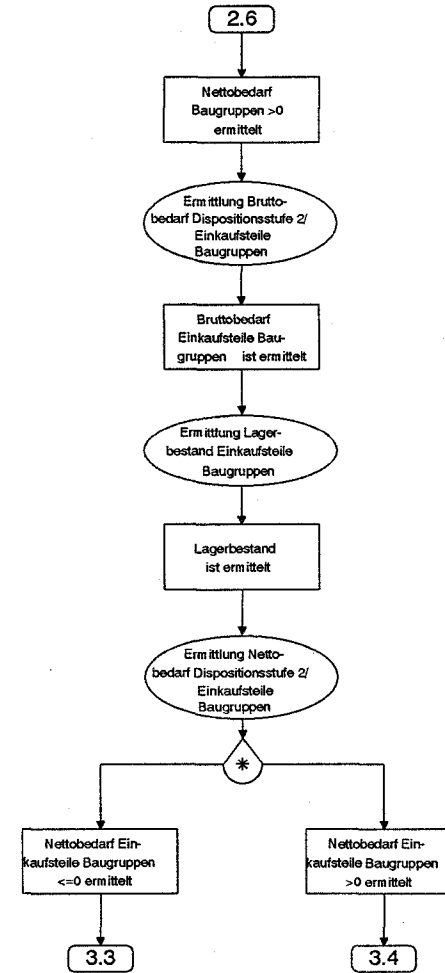 2.6
Nettobedarf
Baugruppen >0
ermittelt
Ermittlung Brutto-
bedarf Dispositionsstufe 2/
Einkaufsteile
Baugruppen
Bruttobedarf
Einkaufsteile Bau-
gruppen ist ermittelt
Ermittfung Lager-
bestand Einkaufsteile
Baugruppen
Lagerbestand
ist ermittelt
Ermittlung Netto-
bedarf Dispositionsstufe 2/
Einkaufsteile
Baugruppen
*
Nettobedarf Ein-
kaufsteile Baugruppen
<=0 ermittelt
Nettobedarf Ein-
kaufsteile Baugruppen
>0 ermittelt
3.3
3.4